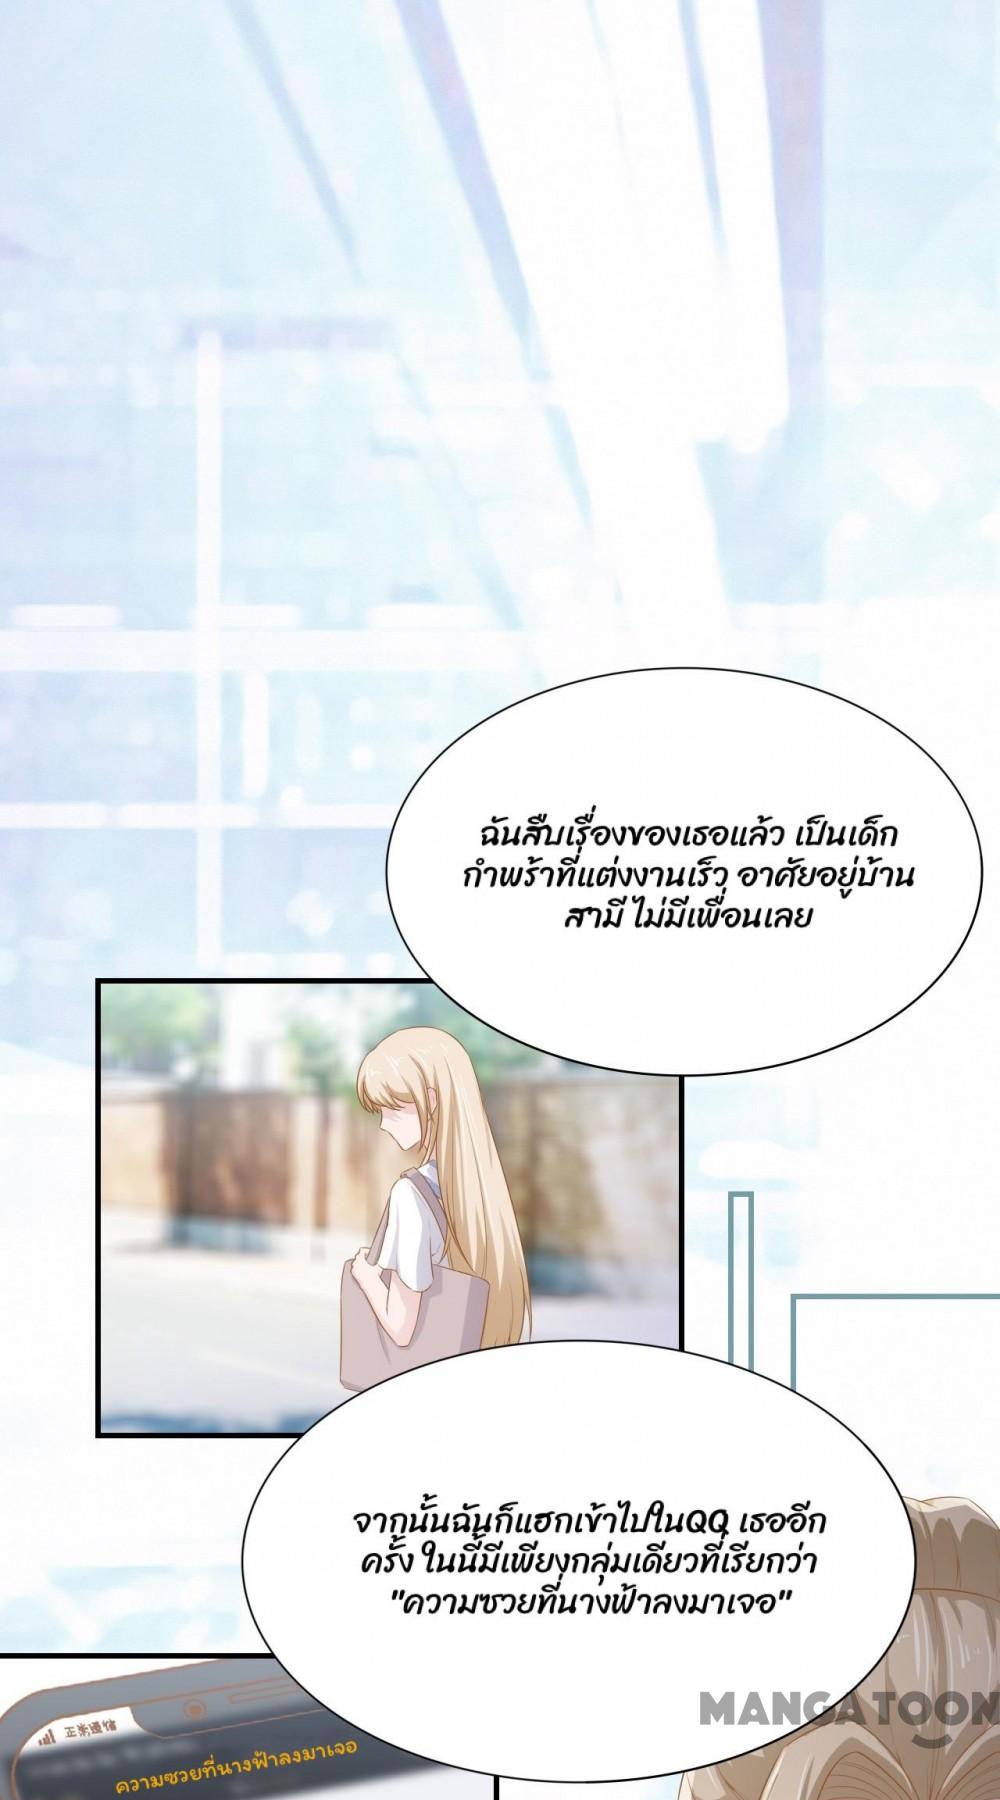 ฉันสืบเรื่องของเธอแล้ว เป็นเด็ก
กำพร้าที่แต่งงานเร็ว อาศัยอยู่บ้าน
สามี ไม่มีเพื่อนเลย
จากนั้นฉันก็แฮกเข้าไปในQQ เธออีก
ครั้ง ในนี้มีเพียงกลุ่มเดียวที่เรียกว่า
"ความซวยที่นางฟ้าลงมาเจอ"
MANGATOON
正常通信
ความซวยที่นางฟ้าลงมาเจอ